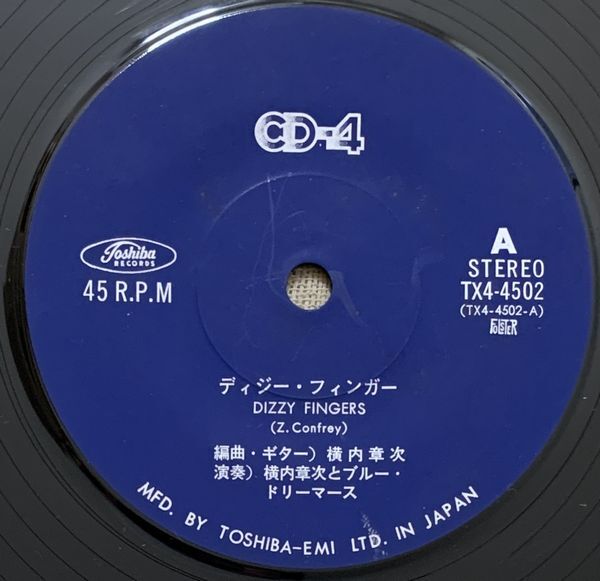 CD-4
Toshiba
RECORDS
45 R.P.M
A
STEREO
TX4-4502
(TX4-4502-A)
ディジー・フィンガー
DIZZY FINGERS
(Z. Confrey)
編曲・ギター) 横内章次
演奏) 横内章次とブルー・
ドリーマース
MFD. BY TOSHIBA-EMI LTD. IN JAPAN